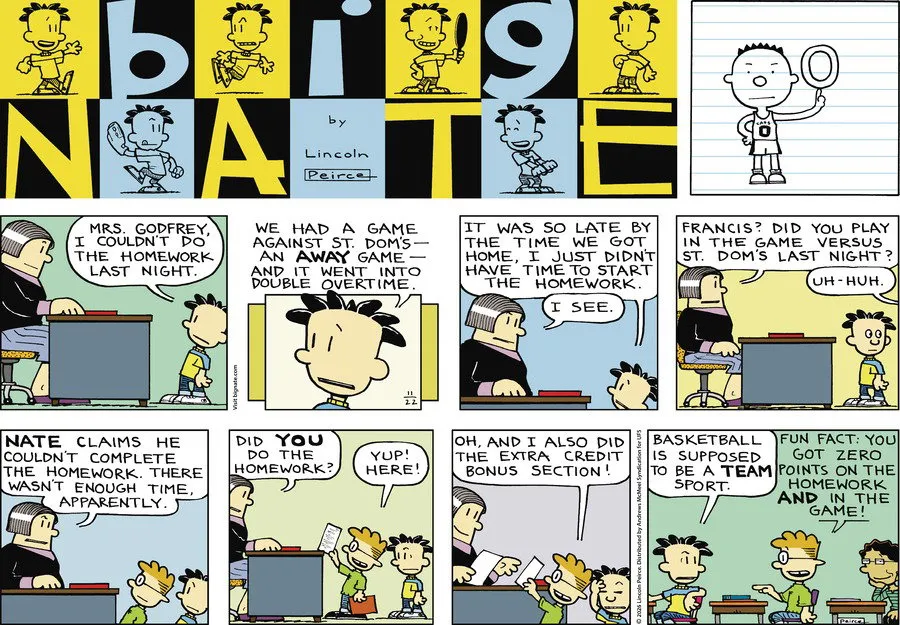 big
NATE
by
Lincoln
Peirce
CATS
0
0
MRS. GODFREY,
I COULDN'T DO
THE HOMEWORK
LAST NIGHT.
WE HAD A GAME
AGAINST ST. DOM'S—
AN AWAY GAME—
AND IT WENT INTO
DOUBLE OVERTIME.
Visit bignate.com
11
22
IT WAS SO LATE BY
THE TIME WE GOT
HOME, I JUST DIDN'T
HAVE TIME TO START
THE HOMEWORK.
I SEE.
FRANCIS? DID YOU PLAY
IN THE GAME VERSUS
ST. DOM'S LAST NIGHT?
UH-HUH.
NATE CLAIMS HE
COULDN'T COMPLETE
THE HOMEWORK. THERE
WASN'T ENOUGH TIME,
APPARENTLY.
DID YOU
DO THE
HOMEWORK?
YUP!
HERE!
OH, AND I ALSO DID
THE EXTRA CREDIT
BONUS SECTION!
© 2026 Lincoln Peirce. Distributed by Andrews McMeel Syndication for UFS
BASKETBALL
IS SUPPOSED
TO BE A TEAM
SPORT.
FUN FACT: YOU
GOT ZERO
POINTS ON THE
HOMEWORK
AND IN THE
GAME!
Peirce